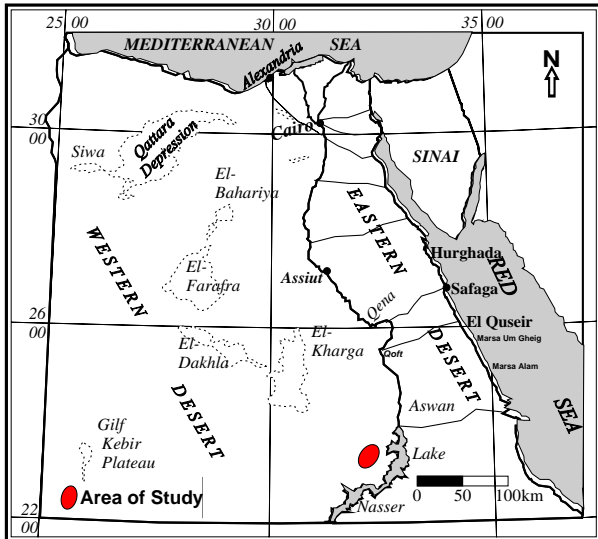 25 00
30 00
35 00
MEDITERRANEAN SEA
Alexandria
N
30
00
Cairo
Qattara
Depression
Siwa
SINAI
El-
Bahariya
EASTERN
WESTERN
Hurghada
RED
El-
Farafra
Assiut
Safaga
Qena
26
00
El Quseir
El-
Kharga
Marsa Um Gheig
El-
Dakhla
Qoft
Marsa Alam
DESERT
DESERT
Aswan
SEA
Gilf
Kebir
Plateau
Lake
Area of Study
0 50 100km
Nasser
22
00